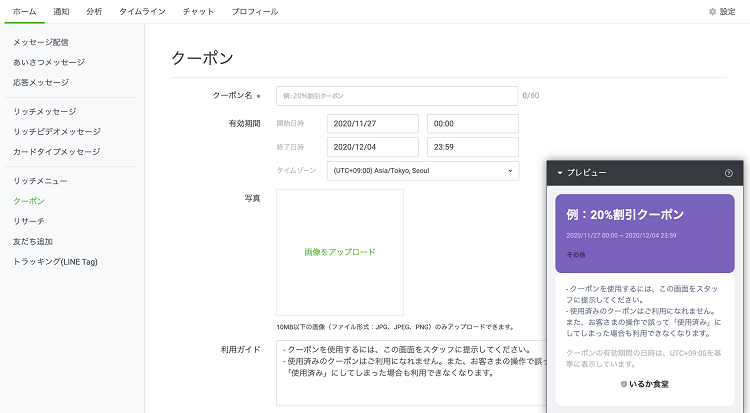 ホーム 通知 分析 タイムライン チャット プロフィール 設定
メッセージ配信
あいさつメッセージ
応答メッセージ
リッチメッセージ
リッチビデオメッセージ
カードタイプメッセージ
リッチメニュー
クーポン
リサーチ
友だち追加
トラッキング(LINE Tag)
クーポン
クーポン名 例：20%割引クーポン 0/60
有効期間 開始日時 2020/11/27 00:00
終了日時 2020/12/04 23:59
タイムゾーン (UTC+09:00) Asia/Tokyo, Seoul
写真
画像をアップロード
10MB以下の画像（ファイル形式：JPG、JPEG、PNG）のみアップロードできます。
利用ガイド
- クーポンを使用するには、この画面をスタッフに提示してください。
- 使用済みのクーポンはご利用になれません。また、お客さまの操作で誤って
「使用済み」にしてしまった場合も利用できなくなります。
プレビュー
例：20%割引クーポン
2020/11/27 00:00 ~ 2020/12/04 23:59
その他
- クーポンを使用するには、この画面をスタッ
フに提示してください。
- 使用済みのクーポンはご利用になれません。
また、お客さまの操作で誤って「使用済み」に
してしまった場合も利用できなくなります。
クーポンの有効期間の日時は、UTC+09:00を基
準に表示しています。
いるか食堂